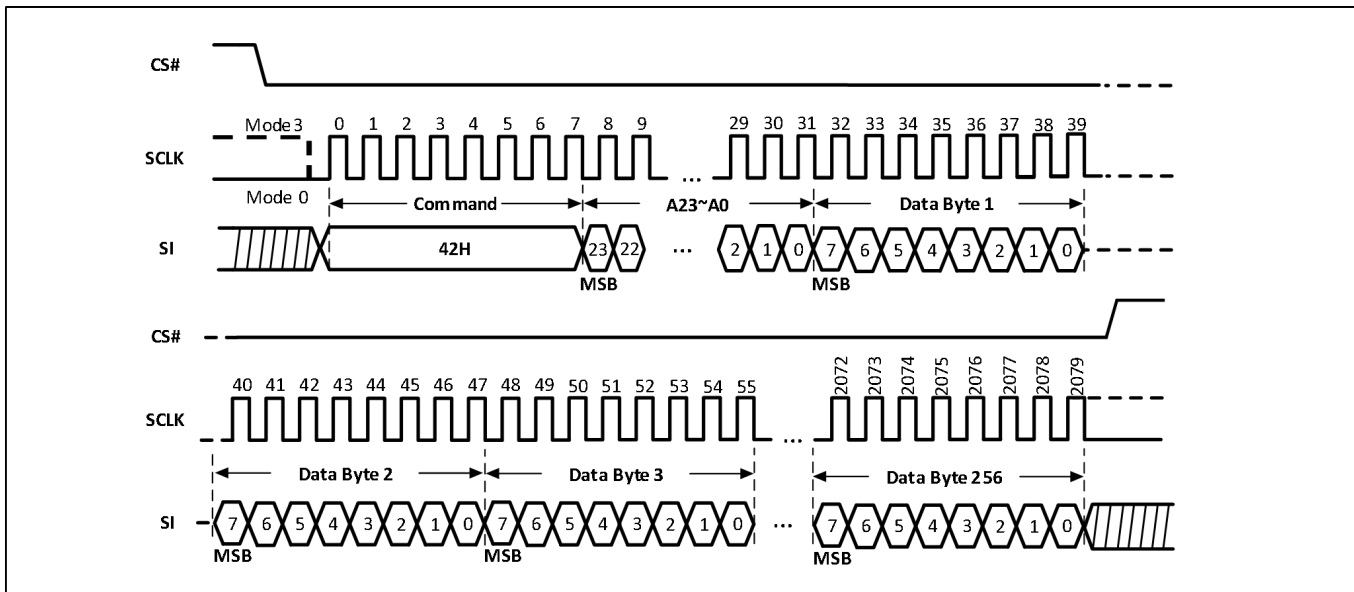 CS#
Mode 3
0 1 2 3 4 5 6 7 8 9 29 30 31 32 33 34 35 36 37 38 39
SCLK
...
Mode 0
Command A23~A0 Data Byte 1
SI
42H 23 22 ... 2 1 0 7 6 5 4 3 2 1 0
MSB MSB
CS#
40 41 42 43 44 45 46 47 48 49 50 51 52 53 54 55 2072 2073 2074 2075 2076 2077 2078 2079
SCLK
...
Data Byte 2 Data Byte 3 Data Byte 256
SI
7 6 5 4 3 2 1 0 7 6 5 4 3 2 1 0 ... 7 6 5 4 3 2 1 0
MSB MSB MSB